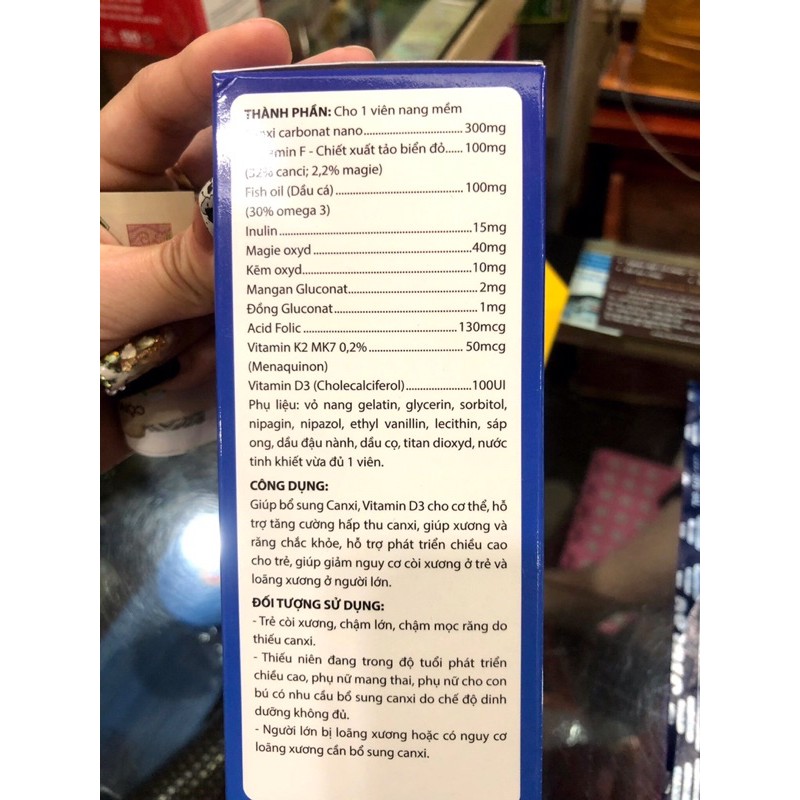 THÀNH PHẦN: Cho 1 viên nang mềm
carbonat nano 300mg
F - Chiết xuất tảo biển đỏ 100mg
(32% canci; 2,2% magie)
Fish oil (Dầu cá) 100mg
(30% omega 3)
Inulin 15mg
Magie oxyd 40mg
Kẽm oxyd 10mg
Mangan Gluconat 2mg
Đồng Gluconat 1mg
Acid Folic 130mcg
Vitamin K2 MK7 0,2% 50mcg
(Menaquinon)
Vitamin D3 (Cholecalciferol) 100UI
Phụ liệu: vỏ nang gelatin, glycerin, sorbitol,
nipagin, nipazol, ethyl vanillin, lecithin, sáp
ong, dầu đậu nành, dầu cọ, titan dioxyd, nước
tinh khiết vừa đủ 1 viên.
CÔNG DỤNG:
Giúp bổ sung Canxi, Vitamin D3 cho cơ thể, hỗ
trợ tăng cường hấp thu canxi, giúp xương và
răng chắc khỏe, hỗ trợ phát triển chiều cao
cho trẻ, giúp giảm nguy cơ còi xương ở trẻ và
loãng xương ở người lớn.
ĐỐI TƯỢNG SỬ DỤNG:
- Trẻ còi xương, chậm lớn, chậm mọc răng do
thiếu canxi.
- Thiếu niên đang trong độ tuổi phát triển
chiều cao, phụ nữ mang thai, phụ nữ cho con
bú có nhu cầu bổ sung canxi do chế độ dinh
dưỡng không đủ.
- Người lớn bị loãng xương hoặc có nguy cơ
loãng xương cần bổ sung canxi.